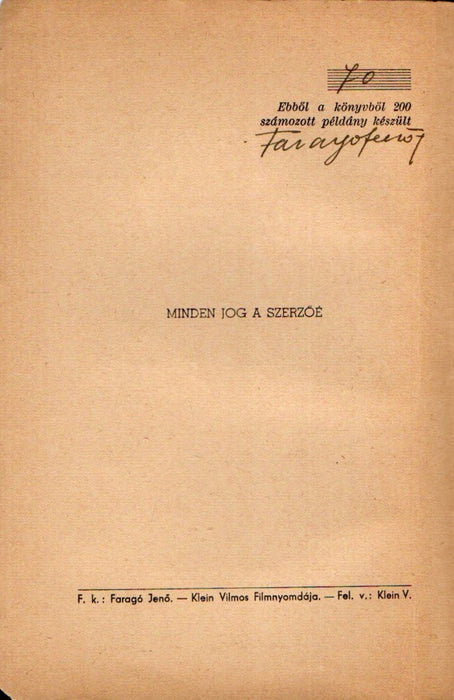 70
Ebből a könyvből 200
számozott példány készült
Faragó Jenő
MINDEN JOG A SZERZŐÉ
F. k.: Faragó Jenő. — Klein Vilmos Filmnyomdája. — Fel. v.: Klein V.